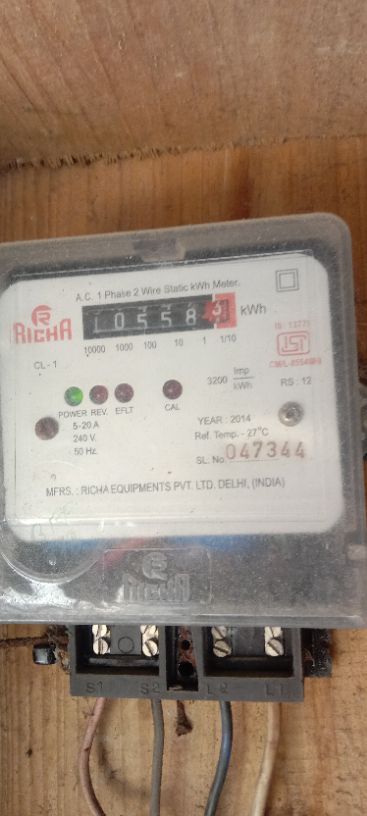 RICHA
A.C. 1 Phase 2 Wire Static kWh Meter.
10558 3 kWh
10000 1000 100 10 1 1/10
IS : 13779
ISI
CL - 1
3200 Imp/kWh
RS : 12
POWER REV. EFLT CAL
5-20 A
240 V.
50 Hz.
YEAR : 2014
Ref. Temp. - 27°C
SL. No. 047344
MFRS. : RICHA EQUIPMENTS PVT. LTD. DELHI, (INDIA)
RICHA
S1 S2 L2 L1